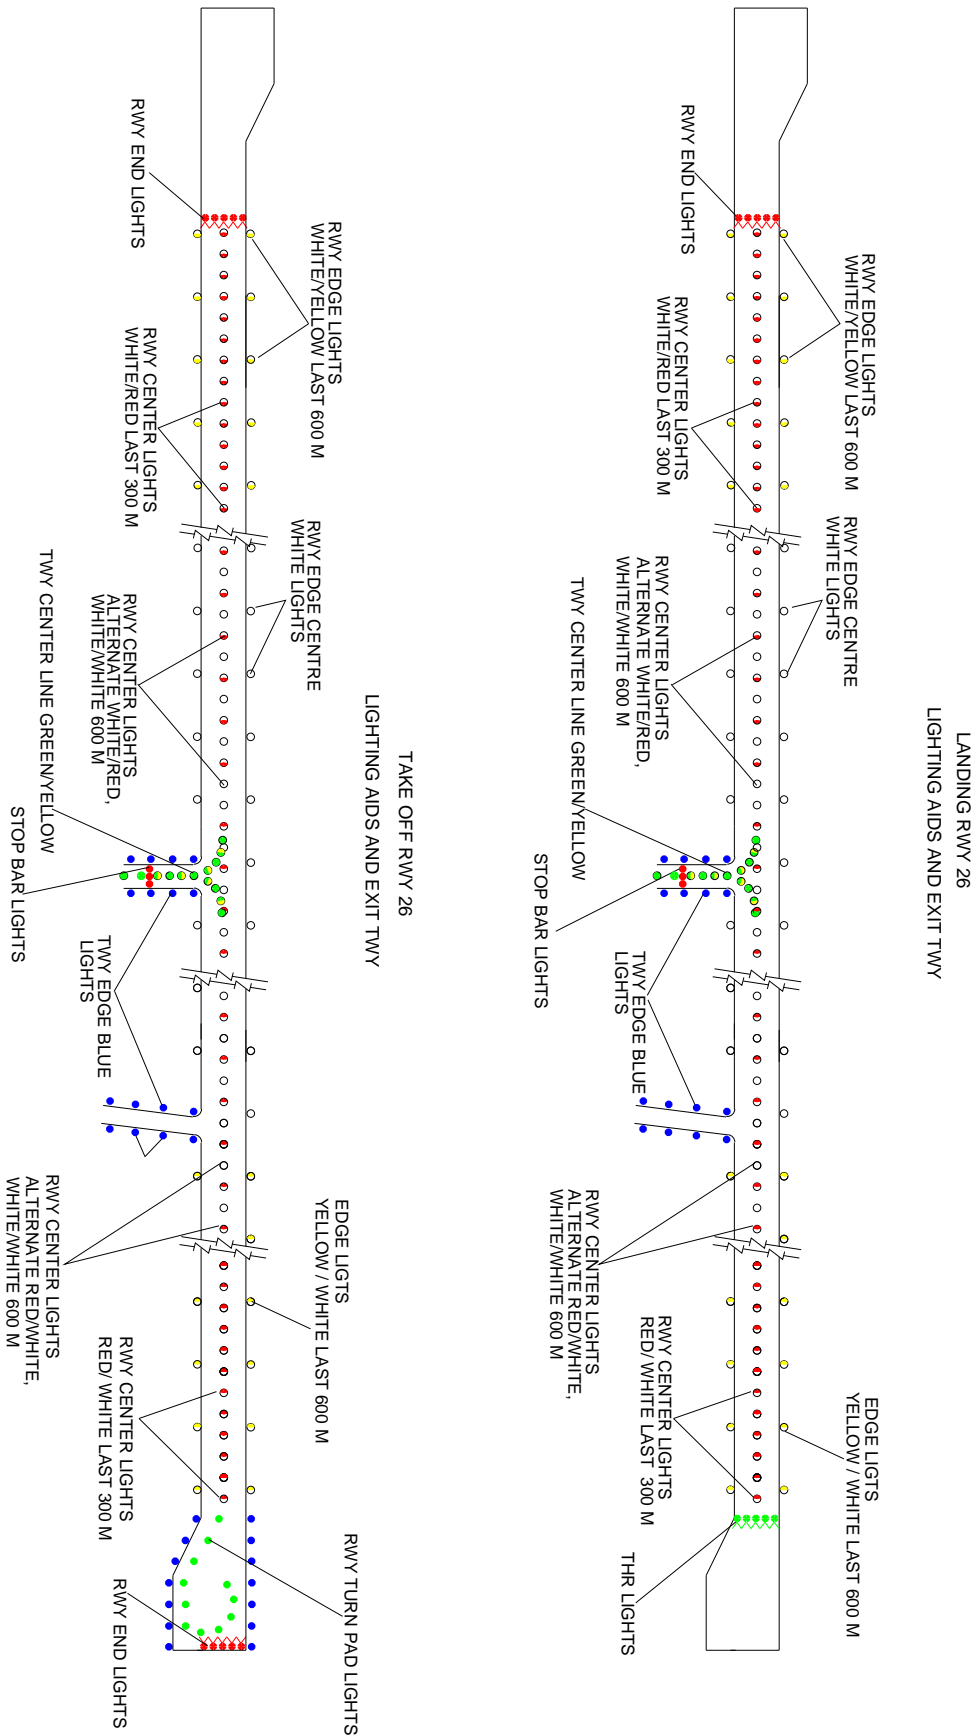 LANDING RWY 26
LIGHTING AIDS AND EXIT TWY
RWY END LIGHTS
RWY EDGE LIGHTS
WHITE/YELLOW LAST 600 M
RWY CENTER LIGHTS
WHITE/RED LAST 300 M
RWY EDGE CENTRE
WHITE LIGHTS
RWY CENTER LIGHTS
ALTERNATE WHITE/RED,
WHITE/WHITE 600 M
TWY CENTER LINE GREEN/YELLOW
STOP BAR LIGHTS
TWY EDGE BLUE
LIGHTS
RWY CENTER LIGHTS
ALTERNATE RED/WHITE,
WHITE/WHITE 600 M
EDGE LIGTS
YELLOW / WHITE LAST 600 M
RWY CENTER LIGHTS
RED/ WHITE LAST 300 M
THR LIGHTS
TAKE OFF RWY 26
LIGHTING AIDS AND EXIT TWY
RWY END LIGHTS
RWY EDGE LIGHTS
WHITE/YELLOW LAST 600 M
RWY CENTER LIGHTS
WHITE/RED LAST 300 M
RWY EDGE CENTRE
WHITE LIGHTS
RWY CENTER LIGHTS
ALTERNATE WHITE/RED,
WHITE/WHITE 600 M
TWY CENTER LINE GREEN/YELLOW
STOP BAR LIGHTS
TWY EDGE BLUE
LIGHTS
RWY CENTER LIGHTS
ALTERNATE RED/WHITE,
WHITE/WHITE 600 M
EDGE LIGTS
YELLOW / WHITE LAST 600 M
RWY CENTER LIGHTS
RED/ WHITE LAST 300 M
RWY TURN PAD LIGHTS
RWY END LIGHTS